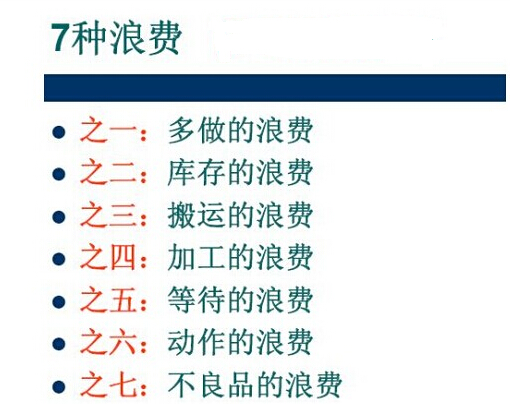 7种浪费
● 之一：多做的浪费
● 之二：库存的浪费
● 之三：搬运的浪费
● 之四：加工的浪费
● 之五：等待的浪费
● 之六：动作的浪费
● 之七：不良品的浪费